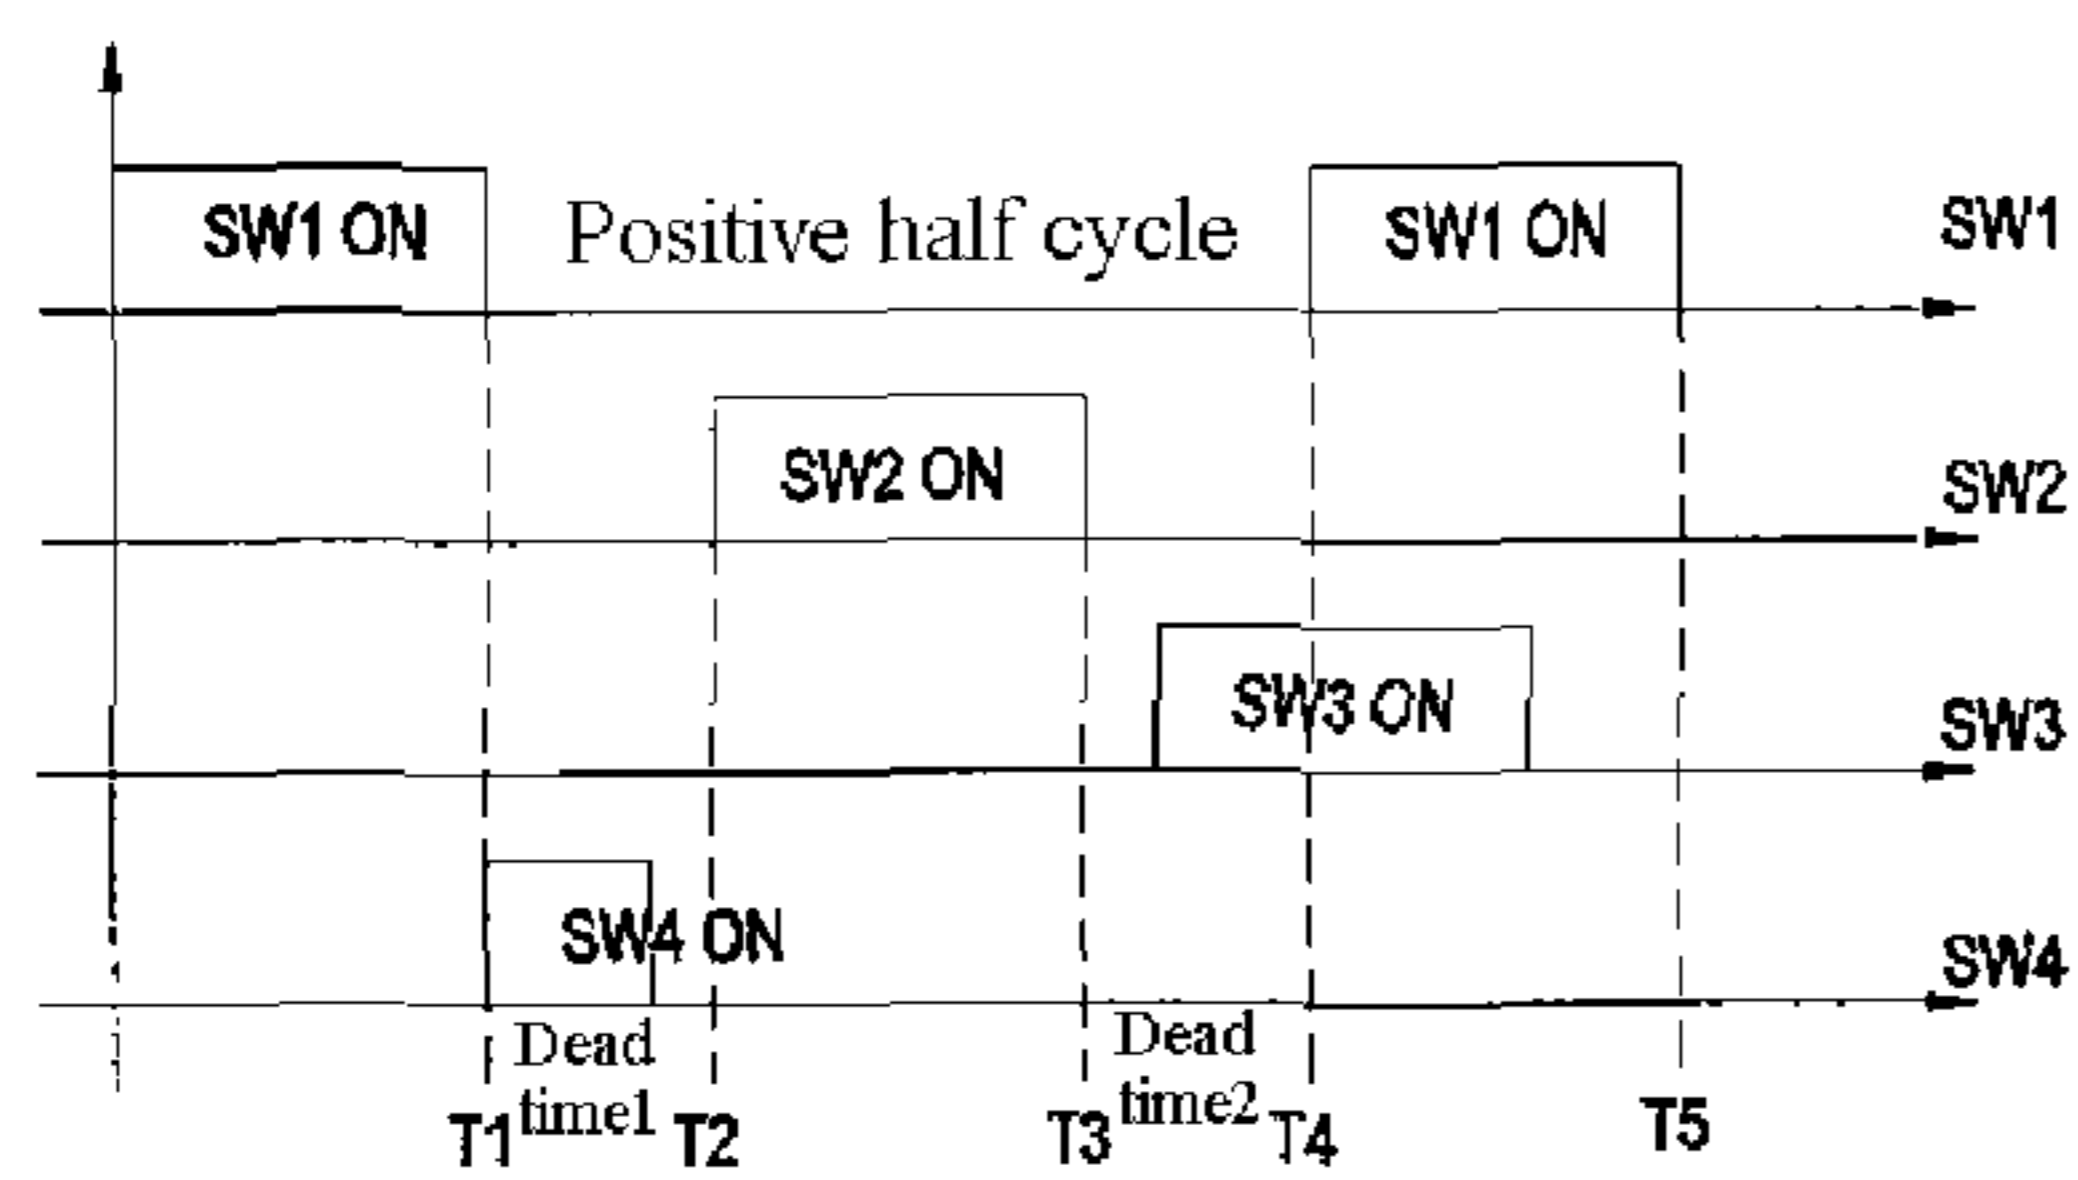 SW1 ON Positive half cycle SW1 ON SW1
SW2 ON SW2
SW3 ON SW3
SW4 ON SW4
Dead time1
Dead time2
T1 T2 T3 T4 T5